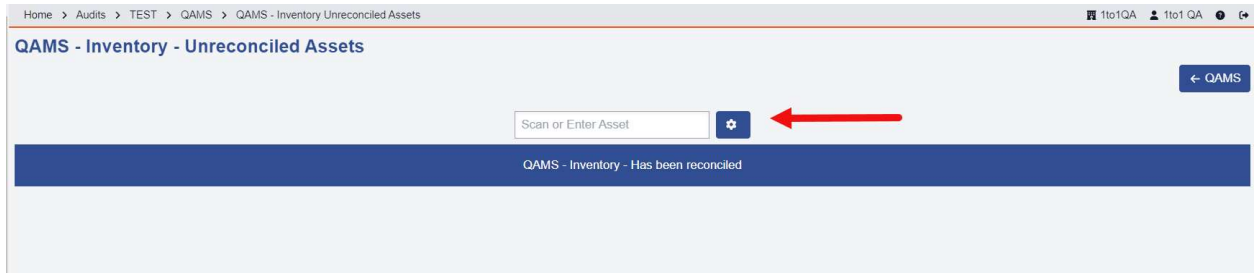 Home > Audits > TEST > QAMS > QAMS - Inventory Unreconciled Assets 1to1QA 1to1 QA
QAMS - Inventory - Unreconciled Assets
← QAMS
Scan or Enter Asset
QAMS - Inventory - Has been reconciled